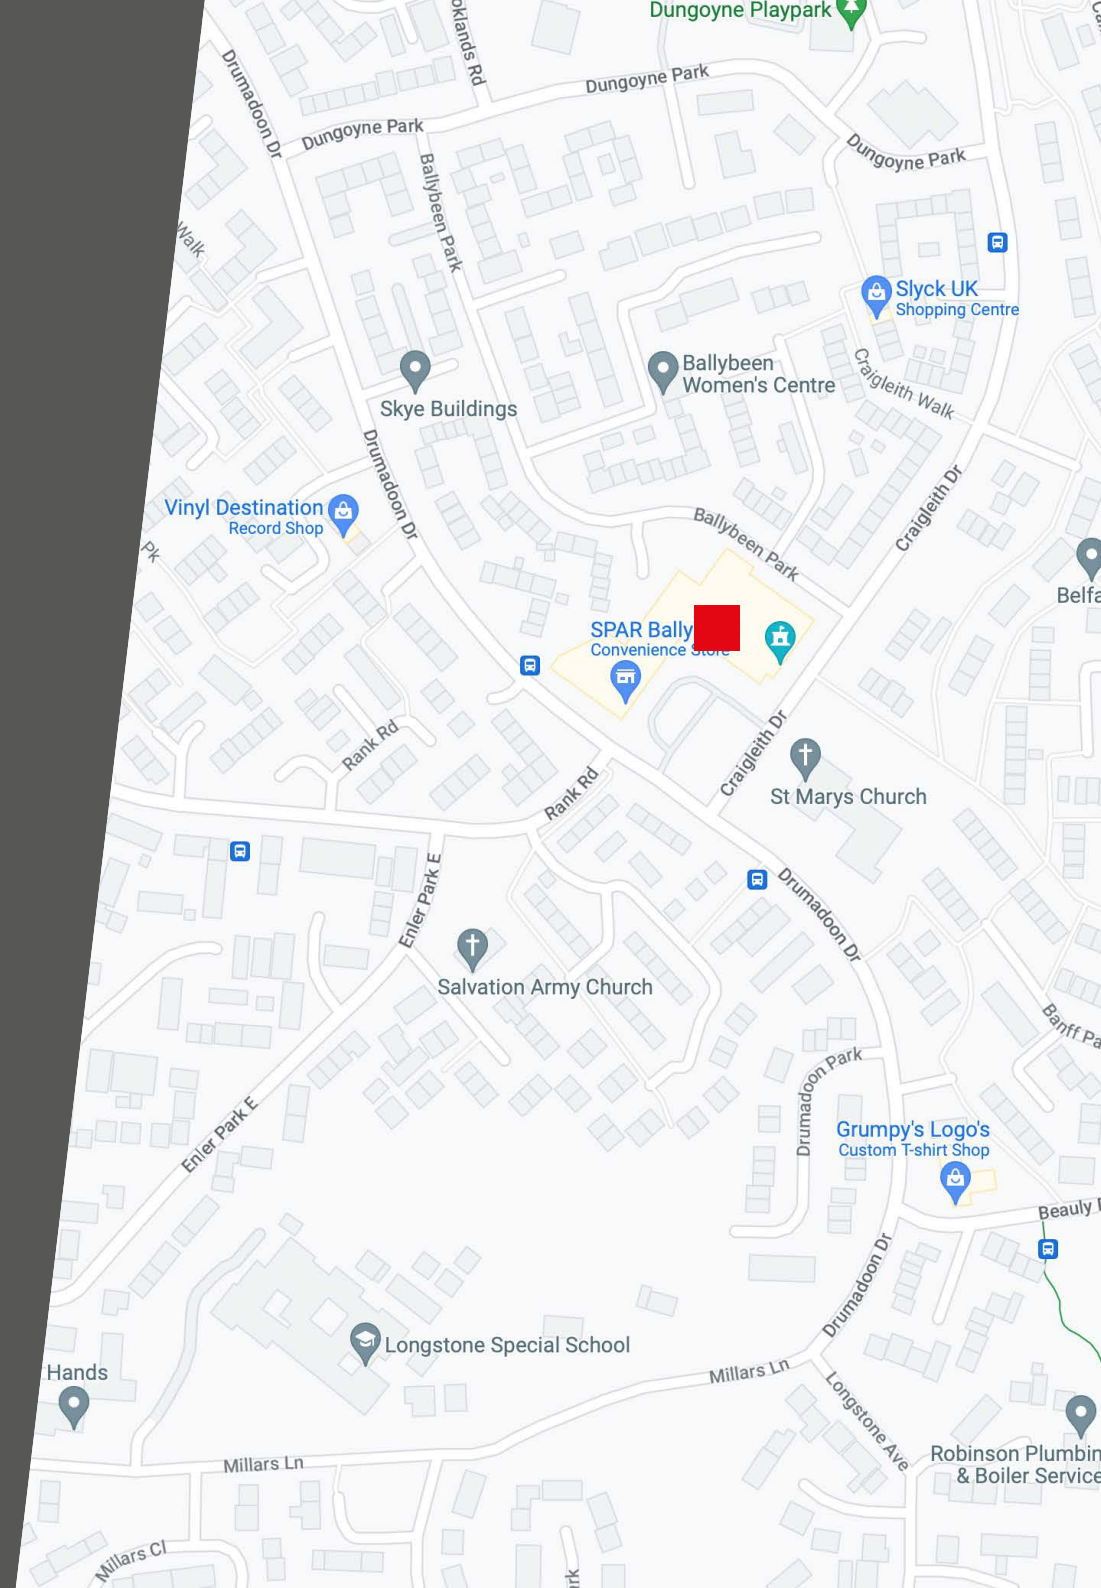 Dungoyne Playpark
Drumadoon Dr
oklands Rd
Dungoyne Park
Dungoyne Park
Dungoyne Park
Ballybeen Park
Walk
Slyck UK
Shopping Centre
Ballybeen
Women's Centre
Skye Buildings
Craigleith Walk
Drumadoon Dr
Craigleith Dr
Vinyl Destination
Record Shop
Ballybeen Park
Pk
Belfa
SPAR Bally
Convenience Store
Rank Rd
Craigleith Dr
Rank Rd
St Marys Church
Enler Park E
Drumadoon Dr
Salvation Army Church
Banff Pa
Drumadoon Park
Enler Park E
Grumpy's Logo's
Custom T-shirt Shop
Beauly
Drumadoon Dr
Longstone Special School
Hands
Millars Ln
Longstone Ave
Millars Ln
Robinson Plumbin
& Boiler Service
Millars Cl